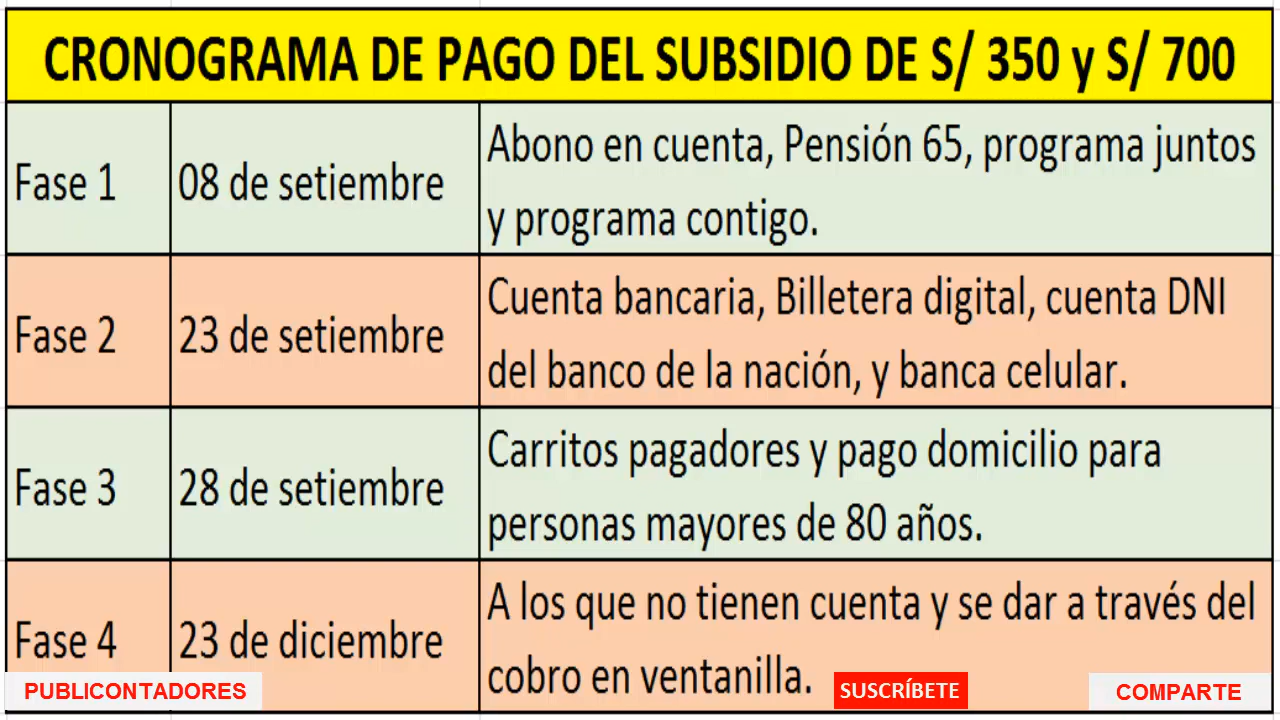 CRONOGRAMA DE PAGO DEL SUBSIDIO DE S/ 350 y S/ 700
Fase 1
08 de setiembre
Abono en cuenta, Pensión 65, programa juntos
y programa contigo.
Fase 2
23 de setiembre
Cuenta bancaria, Billetera digital, cuenta DNI
del banco de la nación, y banca celular.
Fase 3
28 de setiembre
Carritos pagadores y pago domicilio para
personas mayores de 80 años.
Fase 4
23 de diciembre
A los que no tienen cuenta y se dar a través del
cobro en ventanilla.
PUBLICONTADORES
SUSCRÍBETE
COMPARTE